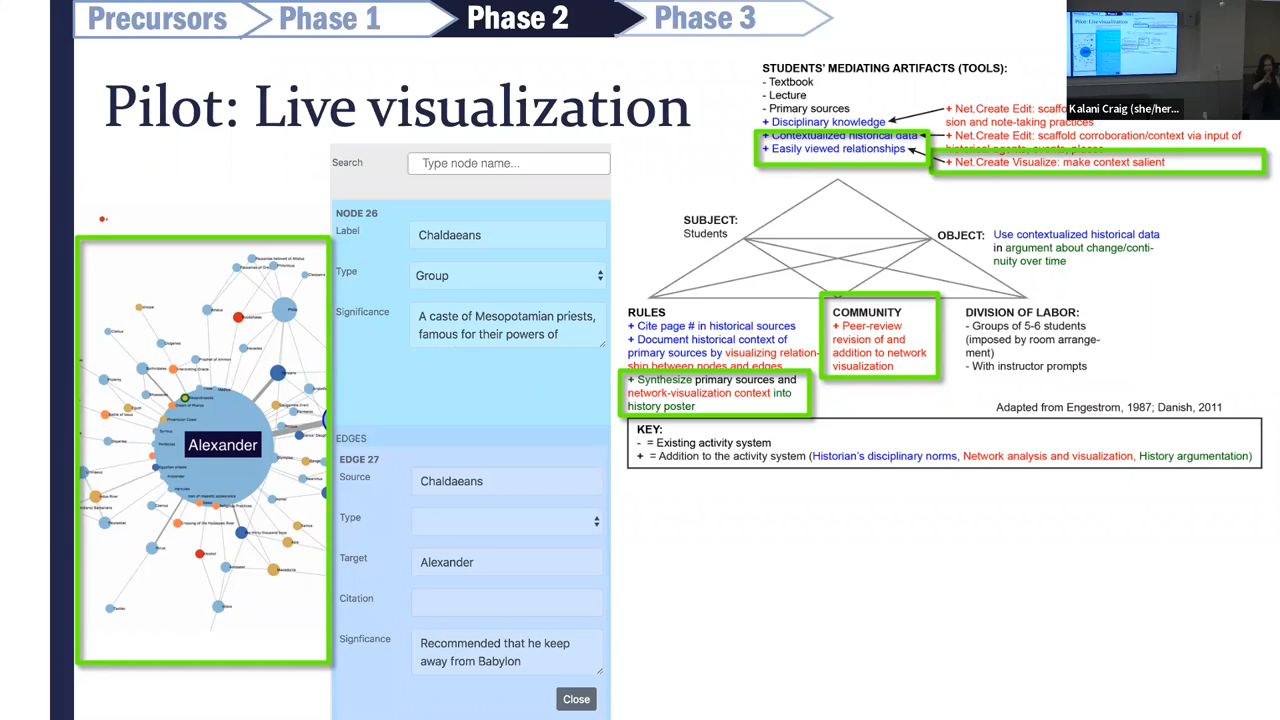 Precursors
Phase 1
Phase 2
Phase 3
Pilot: Live visualization
Kalani Craig (she/her...
Search
Type node name...
NODE 26
Label
Chaldaeans
Type
Group
Significance
A caste of Mesopotamian priests,
famous for their powers of
EDGES
EDGE 27
Source
Chaldaeans
Type
Target
Alexander
Citation
Signficance
Recommended that he keep
away from Babylon
Close
Alexander
STUDENTS' MEDIATING ARTIFACTS (TOOLS):
- Textbook
- Lecture
- Primary sources
+ Disciplinary knowledge
+ Contextualized historical data
+ Easily viewed relationships
+ Net.Create Edit:
sion and note-taking practices
+ Net.Create Edit: scaffold corroboration/context via input of
historical agents, events, places
+ Net.Create Visualize: make context salient
SUBJECT:
Students
OBJECT:
Use contextualized historical data
in argument about change/conti-
nuity over time
RULES
+ Cite page # in historical sources
+ Document historical context of
primary sources by visualizing relation-
ship between nodes and edges
+ Synthesize primary sources and
network-visualization context into
history poster
COMMUNITY
+ Peer-review
revision of and
addition to network
visualization
DIVISION OF LABOR:
- Groups of 5-6 students
(imposed by room arrange-
ment)
- With instructor prompts
Adapted from Engestrom, 1987; Danish, 2011
KEY:
- = Existing activity system
+ = Addition to the activity system (Historian's disciplinary norms, Network analysis and visualization, History argumentation)